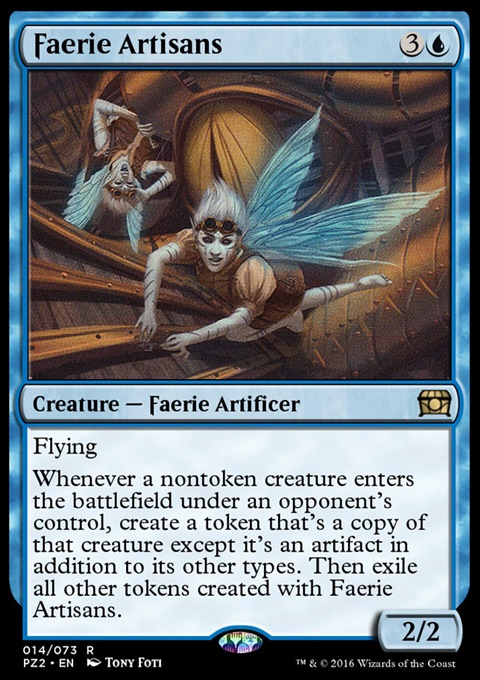 Faerie Artisans 3
Creature — Faerie Artificer
Flying
Whenever a nontoken creature enters
the battlefield under an opponent's
control, create a token that's a copy of
that creature except it's an artifact in
addition to its other types. Then exile
all other tokens created with Faerie
Artisans.
2/2
014/073 R
PZ2 • EN Tony Foti
™ & © 2016 Wizards of the Coast